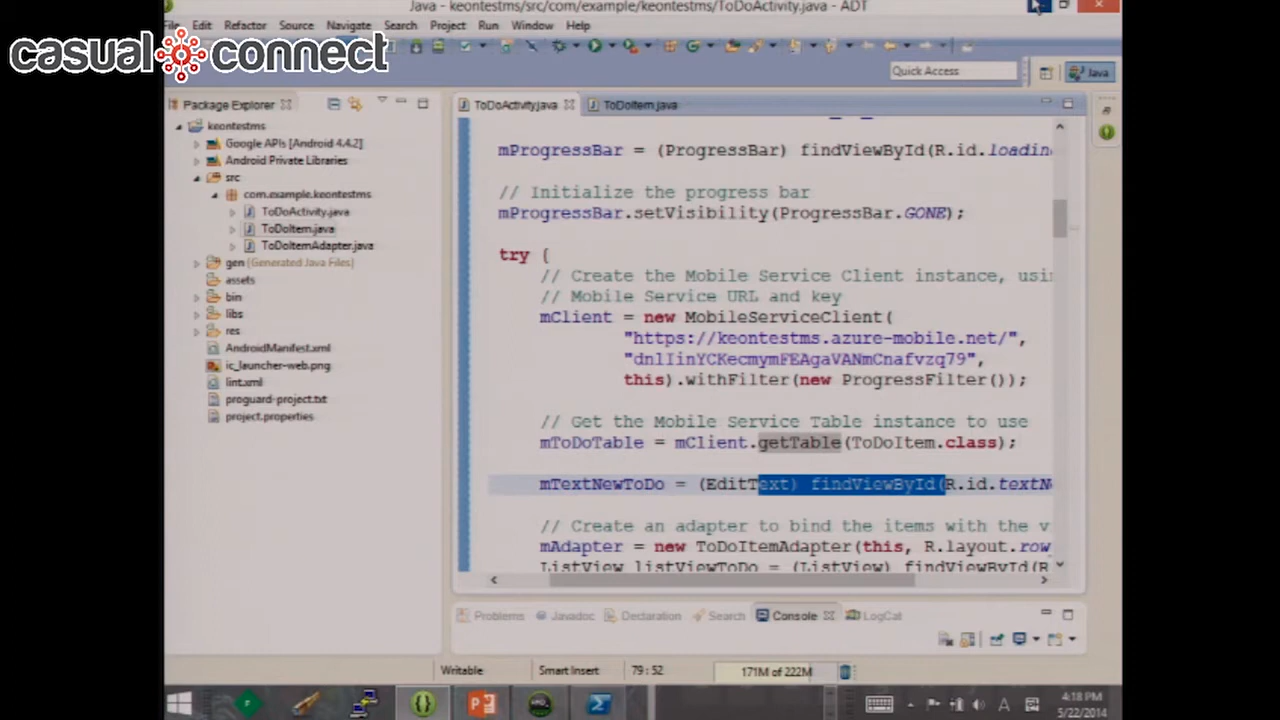 Java - keontestms/src/com/example/keontestms/ToDoActivity.java - ADT
File Edit Refactor Source Navigate Search Project Run Window Help
casual connect
Quick Access
Java
Package Explorer
ToDoActivity.java
ToDoItem.java
keontestms
Google APIs [Android 4.4.2]
Android Private Libraries
src
com.example.keontestms
ToDoActivity.java
ToDoItem.java
ToDoItemAdapter.java
gen [Generated Java Files]
assets
bin
libs
res
AndroidManifest.xml
ic_launcher-web.png
lint.xml
proguard-project.txt
project.properties
mProgressBar = (ProgressBar) findViewById(R.id.loadin
// Initialize the progress bar
mProgressBar.setVisibility(ProgressBar.GONE);
try {
// Create the Mobile Service Client instance, usin
// Mobile Service URL and key
mClient = new MobileServiceClient(
"https://keontestms.azure-mobile.net/",
"dnlIinYCKecmymFEAgaVANmCnafvzq79",
this).withFilter(new ProgressFilter());
// Get the Mobile Service Table instance to use
mToDoTable = mClient.getTable(ToDoItem.class);
mTextNewToDo = (EditText) findViewById(R.id.textN
// Create an adapter to bind the items with the v
mAdapter = new ToDoItemAdapter(this, R.layout.row_
ListView listViewToDo = (ListView) findViewById(R
Problems Javadoc Declaration Search Console LogCat
Writable
Smart Insert
79 : 52
171M of 222M
A
4:18 PM
5/22/2014